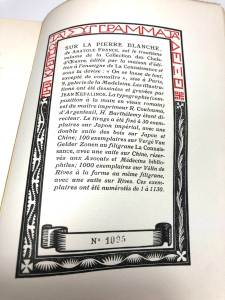 ΣΥΓΓΡΑΜΜΑ
SUR LA PIERRE BLANCHE,
de Anatole France, est le troisième
volume de la Collection des Chefs-
d'Œuvre, éditée par la maison d'édi-
tion à l'enseigne de La Connaissance et
sous la devise : "On se lasse de tout,
excepté de connaître", sise à Paris,
9, galerie de la Madeleine. Les illustra-
tions ont été dessinées et gravées par
Jean Kefalinos. La typographie (com-
position à la main en vieux romain)
est du maître imprimeur R. Coulouma,
d'Argenteuil, H. Barthélemy étant di-
recteur. Le tirage a été fixé à 30 exem-
plaires sur Japon impérial, avec une
double suite des bois sur Japon et
Chine; 100 exemplaires sur Vergé Van
Gelder Zonen au filigrane La Connais-
sance, avec une suite sur Chine, réser-
vés aux Avocats et Médecins biblio-
philes; 1000 exemplaires sur Vélin de
Rives à la forme au même filigrane,
avec une suite sur Rives. Ces exem-
plaires ont été numérotés de 1 à 1130.
N° 1095